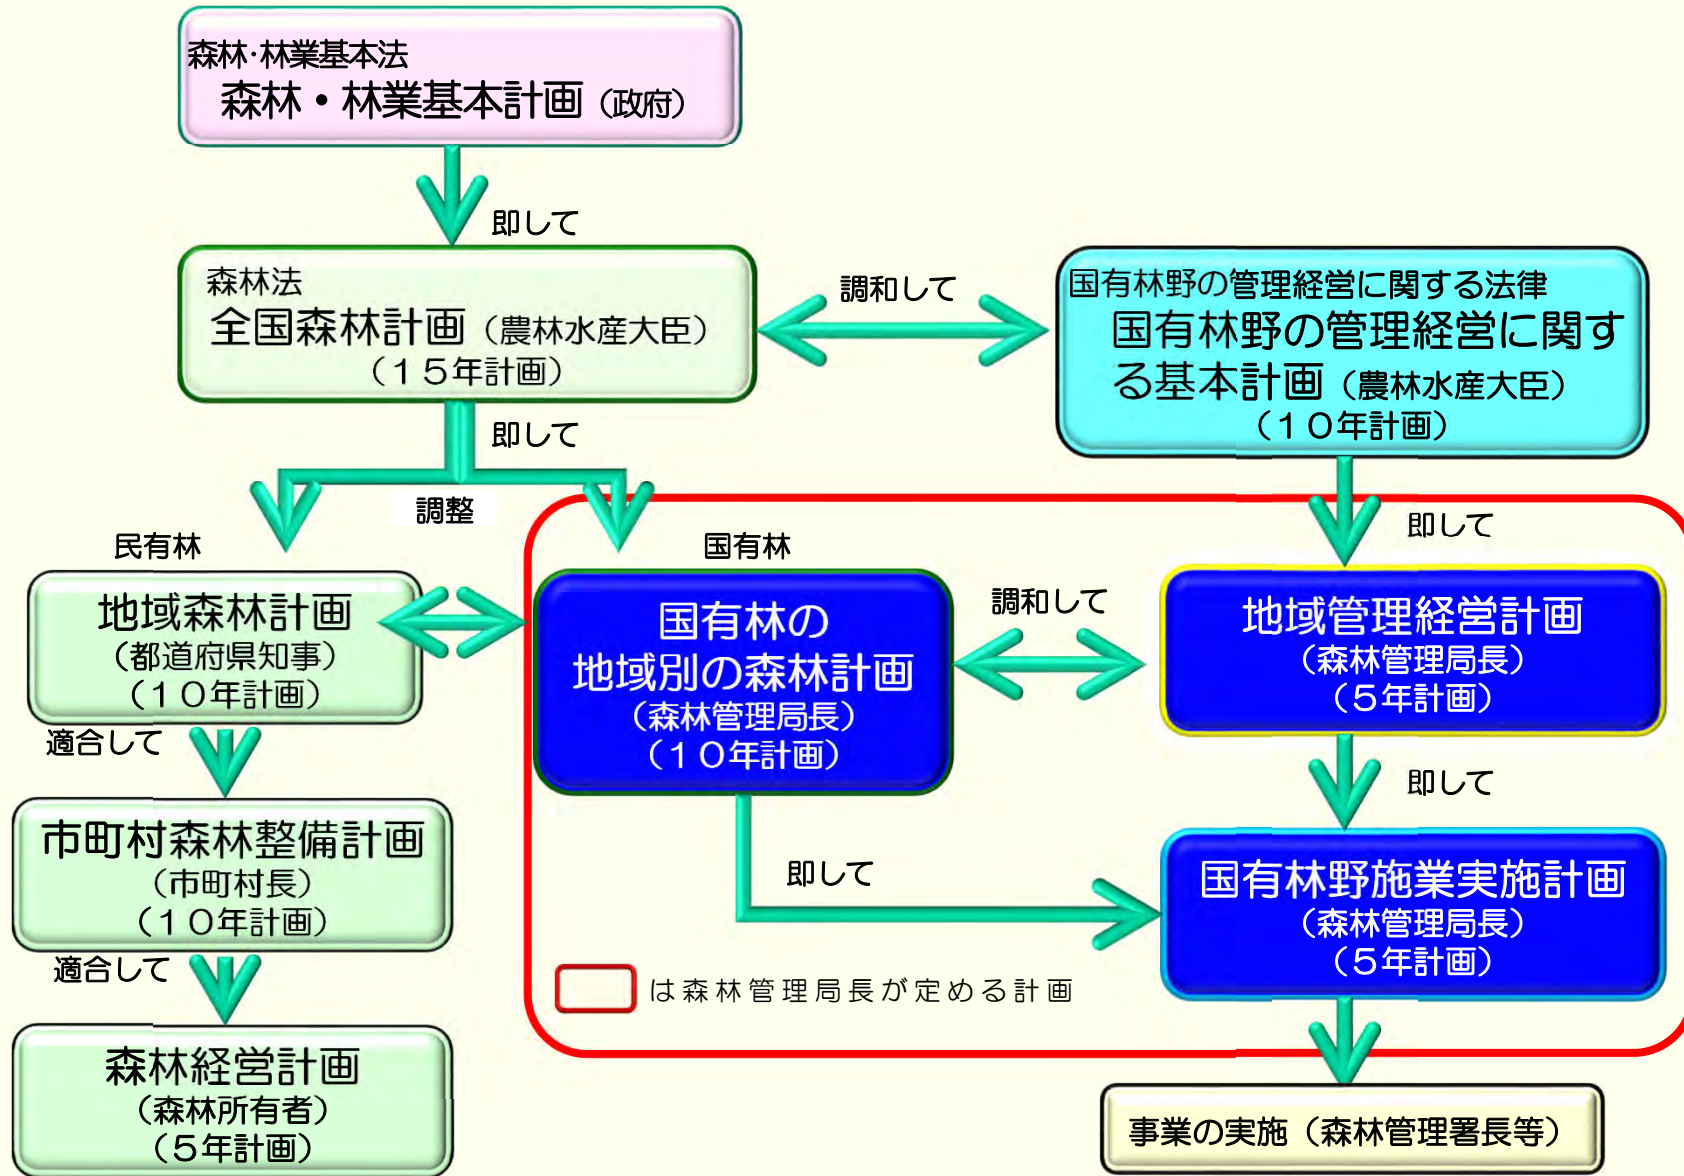 森林・林業基本法
森林・林業基本計画（政府）
即して
森林法
全国森林計画（農林水産大臣）
（１５年計画）
調和して
国有林野の管理経営に関する法律
国有林野の管理経営に関す
る基本計画（農林水産大臣）
（１０年計画）
即して
調整
即して
民有林
国有林
地域森林計画
（都道府県知事）
（１０年計画）
国有林の
地域別の森林計画
（森林管理局長）
（１０年計画）
調和して
地域管理経営計画
（森林管理局長）
（５年計画）
適合して
即して
市町村森林整備計画
（市町村長）
（１０年計画）
即して
国有林野施業実施計画
（森林管理局長）
（５年計画）
適合して
は森林管理局長が定める計画
森林経営計画
（森林所有者）
（５年計画）
事業の実施（森林管理署長等）